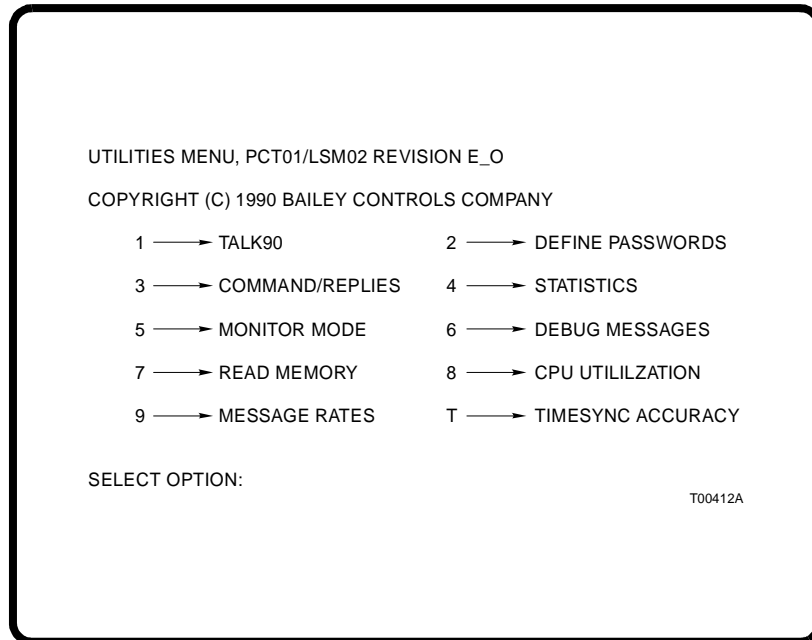 UTILITIES MENU, PCT01/LSM02 REVISION E_O
COPYRIGHT (C) 1990 BAILEY CONTROLS COMPANY
1 ⟶ TALK90 2 ⟶ DEFINE PASSWORDS
3 ⟶ COMMAND/REPLIES 4 ⟶ STATISTICS
5 ⟶ MONITOR MODE 6 ⟶ DEBUG MESSAGES
7 ⟶ READ MEMORY 8 ⟶ CPU UTILILZATION
9 ⟶ MESSAGE RATES T ⟶ TIMESYNC ACCURACY
SELECT OPTION:
T00412A